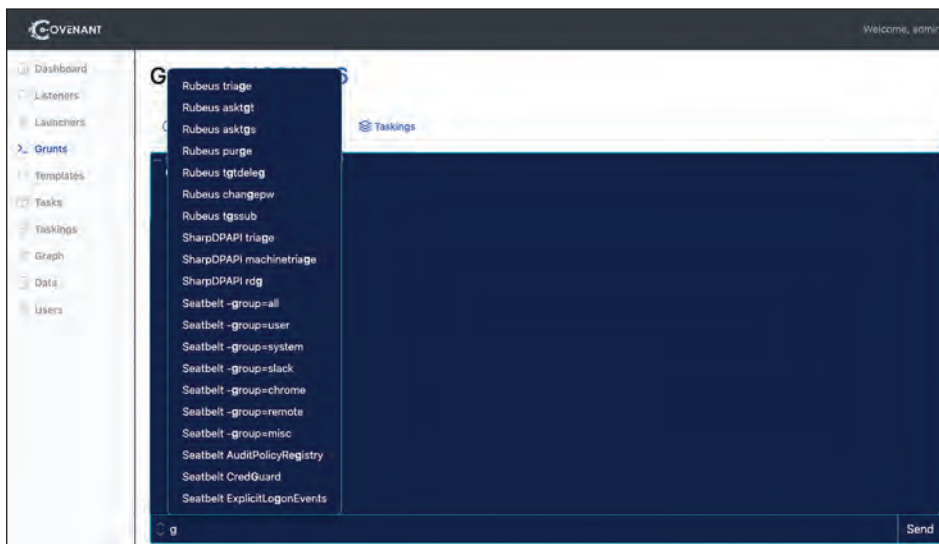 COVENANT
Welcome, admin
Dashboard
Listeners
Launchers
Grunts
Templates
Tasks
Taskings
Graph
Data
Users
G
Taskings
Rubeus triage
Rubeus asktgt
Rubeus asktgs
Rubeus purge
Rubeus tgtdeleg
Rubeus changepw
Rubeus tgssub
SharpDPAPI triage
SharpDPAPI machinetriage
SharpDPAPI rdg
Seatbelt -group=all
Seatbelt -group=user
Seatbelt -group=system
Seatbelt -group=slack
Seatbelt -group=chrome
Seatbelt -group=remote
Seatbelt -group=misc
Seatbelt AuditPolicyRegistry
Seatbelt CredGuard
Seatbelt ExplicitLogonEvents
g
Send